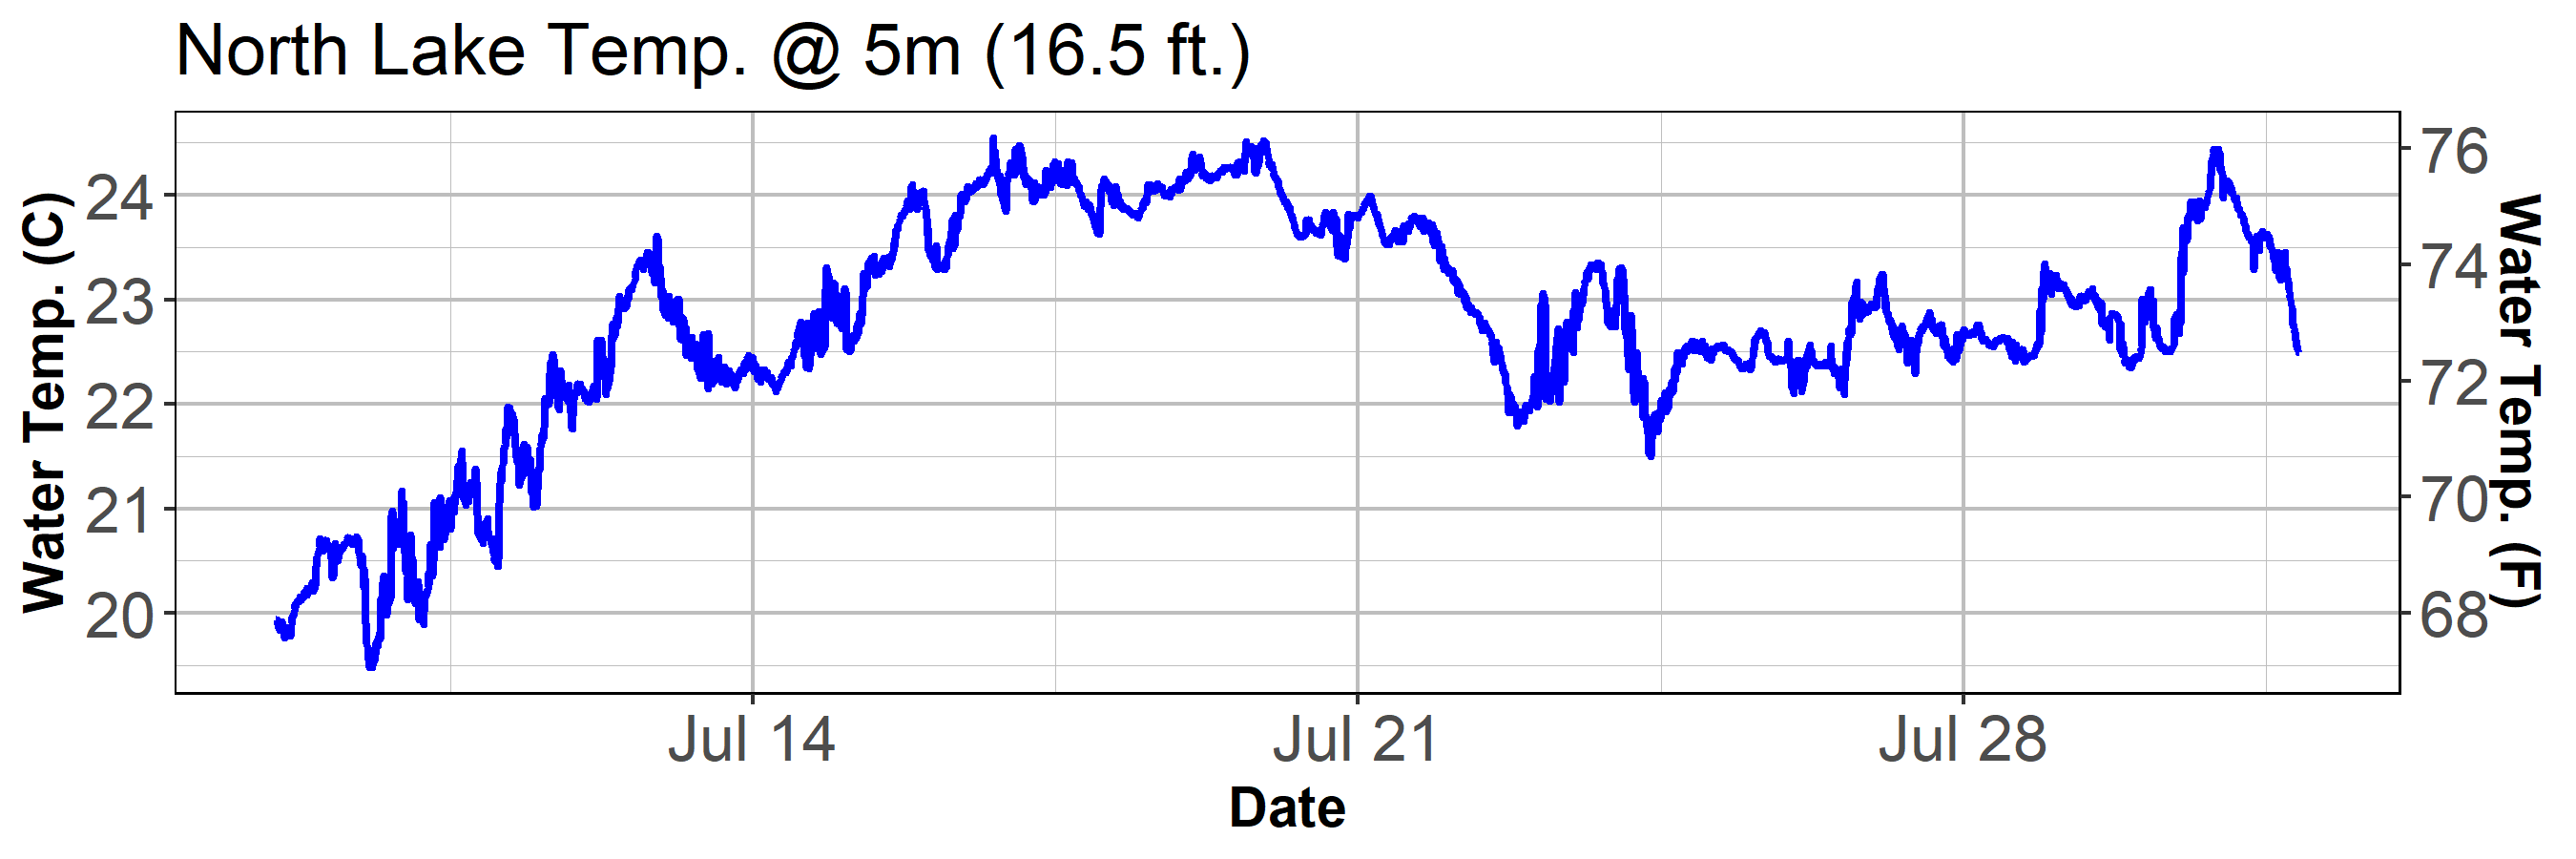 North Lake Temp. @ 5m (16.5 ft.)
Water Temp. (C)
24
23
22
21
20
76
74
72
70
68
Water Temp. (F)
Jul 14
Jul 21
Jul 28
Date